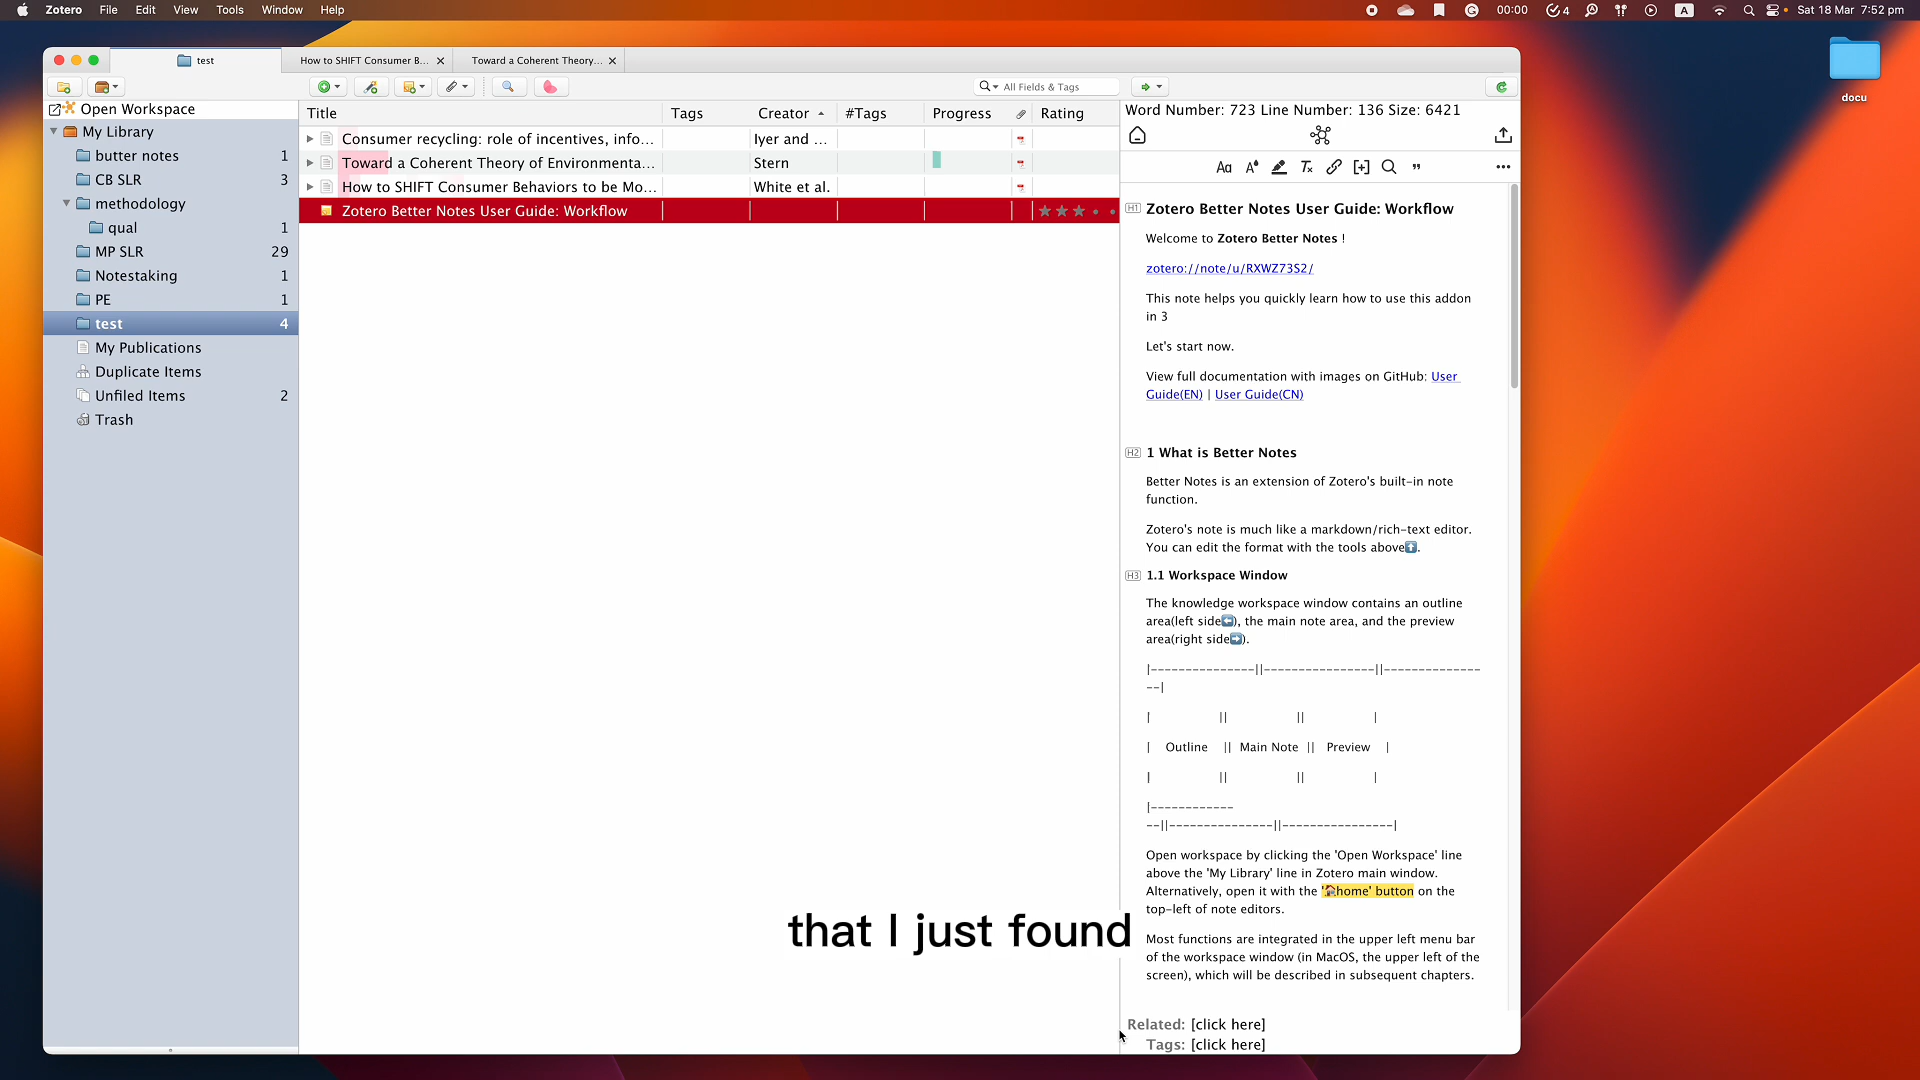 Zotero File Edit View Tools Window Help
4 00:00 A Sat 18 Mar 7:52 pm
docu
test
How to SHIFT Consumer B...
Toward a Coherent Theory...
All Fields & Tags
Open Workspace
My Library
butter notes 1
CB SLR 3
methodology
qual 1
MP SLR 29
Notestaking 1
PE 1
test 4
My Publications
Duplicate Items
Unfiled Items 2
Trash
Title Tags Creator #Tags Progress Rating
Consumer recycling: role of incentives, info... Iyer and ...
Toward a Coherent Theory of Environmenta... Stern
How to SHIFT Consumer Behaviors to be Mo... White et al.
Zotero Better Notes User Guide: Workflow
Word Number: 723 Line Number: 136 Size: 6421
H1 Zotero Better Notes User Guide: Workflow
Welcome to Zotero Better Notes !
zotero://note/u/RXWZ73S2/
This note helps you quickly learn how to use this addon
in 3
Let's start now.
View full documentation with images on GitHub: User
Guide(EN) | User Guide(CN)
H2 1 What is Better Notes
Better Notes is an extension of Zotero's built-in note
function.
Zotero's note is much like a markdown/rich-text editor.
You can edit the format with the tools above⬆️.
H3 1.1 Workspace Window
The knowledge workspace window contains an outline
area(left side⬅️), the main note area, and the preview
area(right side➡️).
|---------------||----------------||--------------
--|
| || || |
| Outline || Main Note || Preview |
| || || |
|------------
--||---------------||----------------|
Open workspace by clicking the 'Open Workspace' line
above the 'My Library' line in Zotero main window.
Alternatively, open it with the '🏠home' button on the
top-left of note editors.
Most functions are integrated in the upper left menu bar
of the workspace window (in MacOS, the upper left of the
screen), which will be described in subsequent chapters.
Related: [click here]
Tags: [click here]
that I just found